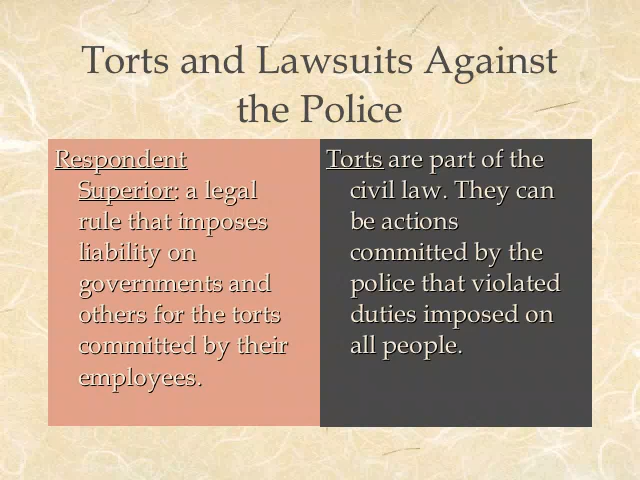 Torts and Lawsuits Against
the Police
Respondent
Superior: a legal
rule that imposes
liability on
governments and
others for the torts
committed by their
employees.
Torts are part of the
civil law. They can
be actions
committed by the
police that violated
duties imposed on
all people.